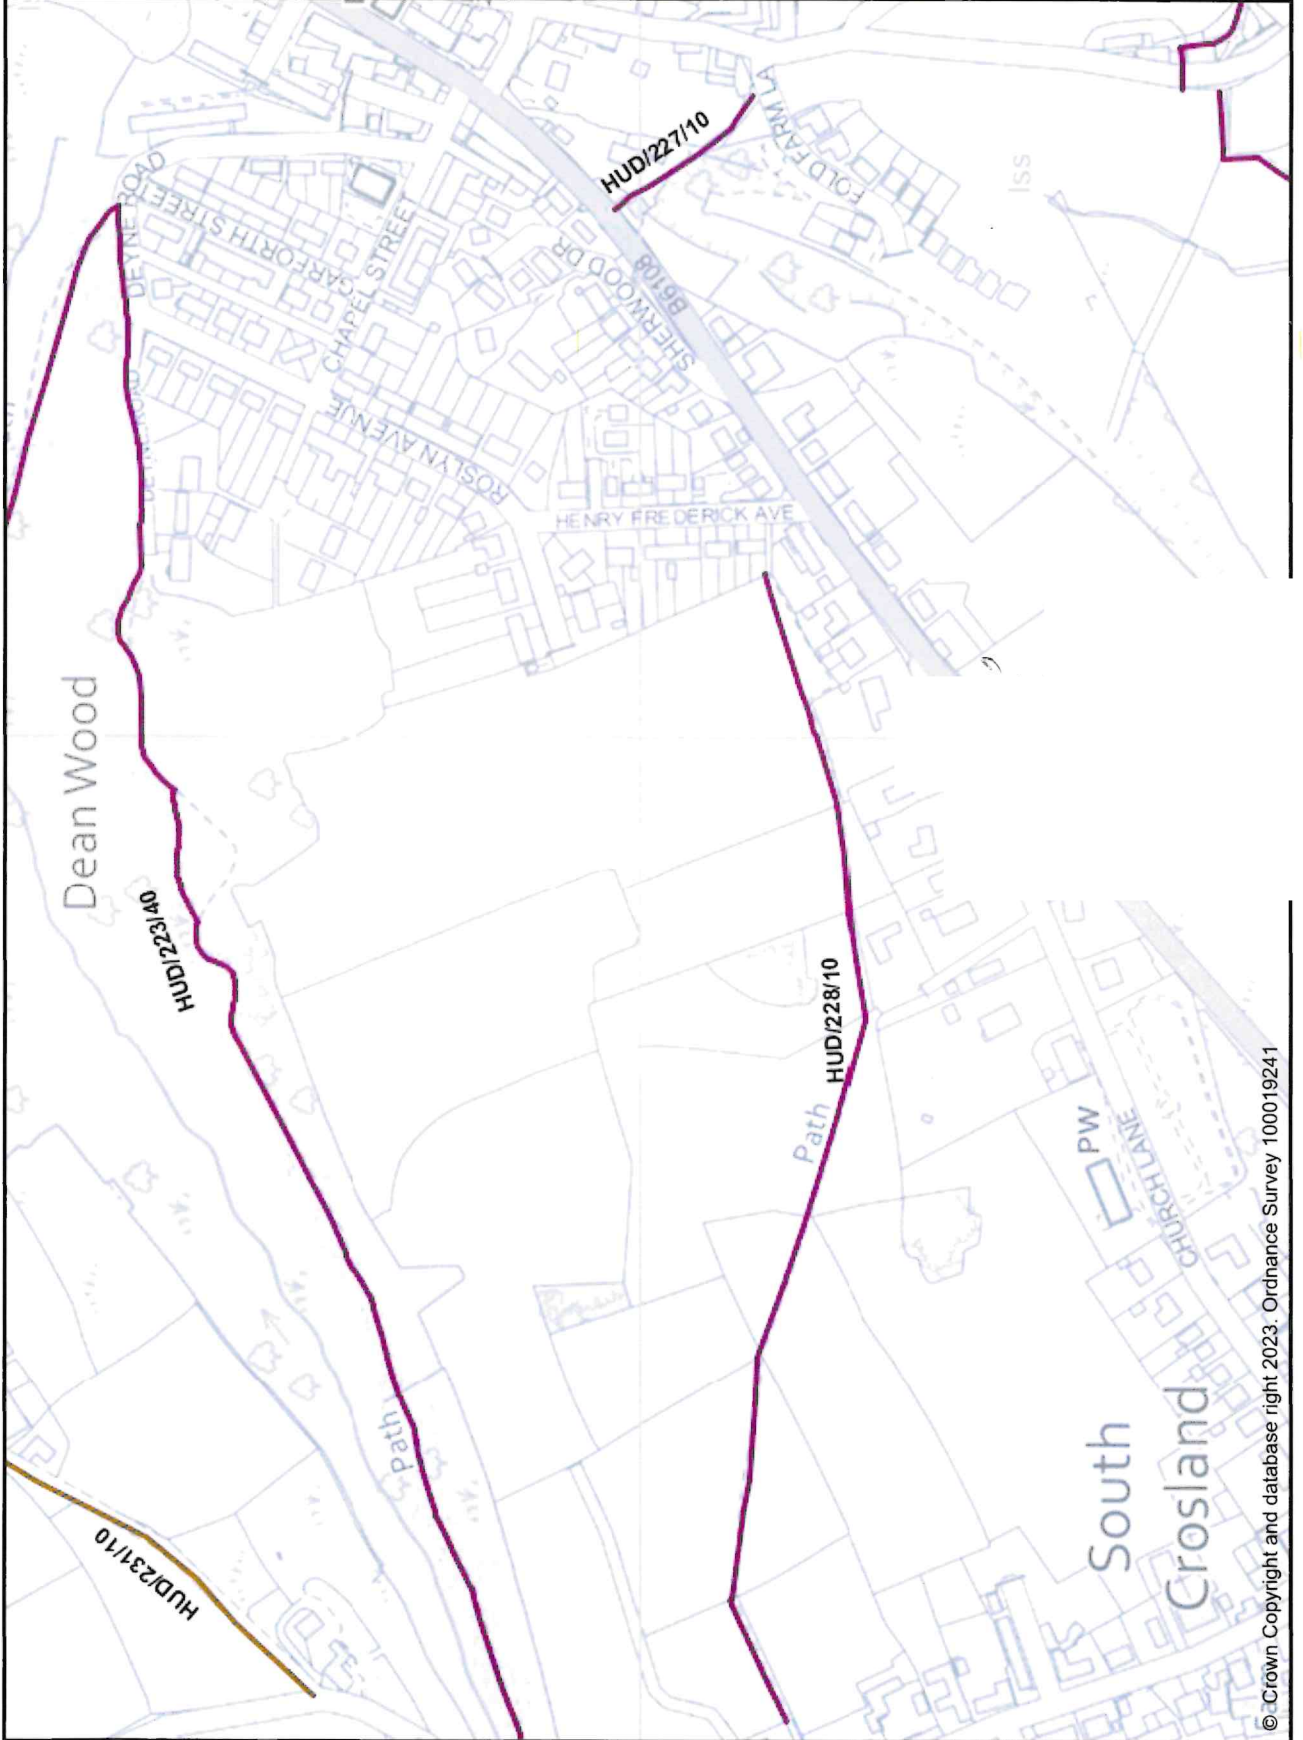 HUD/227/10
FOLD FARM LA
Iss
DEYNE ROAD
GARFORTH STREET
CHAPEL STREET
SHERWOOD DR
B6108
ROSLYN AVENUE
HENRY FREDERICK AVE
Dean Wood
HUD/223/40
HUD/228/10
Path
PW
CHURCH LANE
Path
HUD/231/10
South
Crosland
© Crown Copyright and database right 2023. Ordnance Survey 100019241